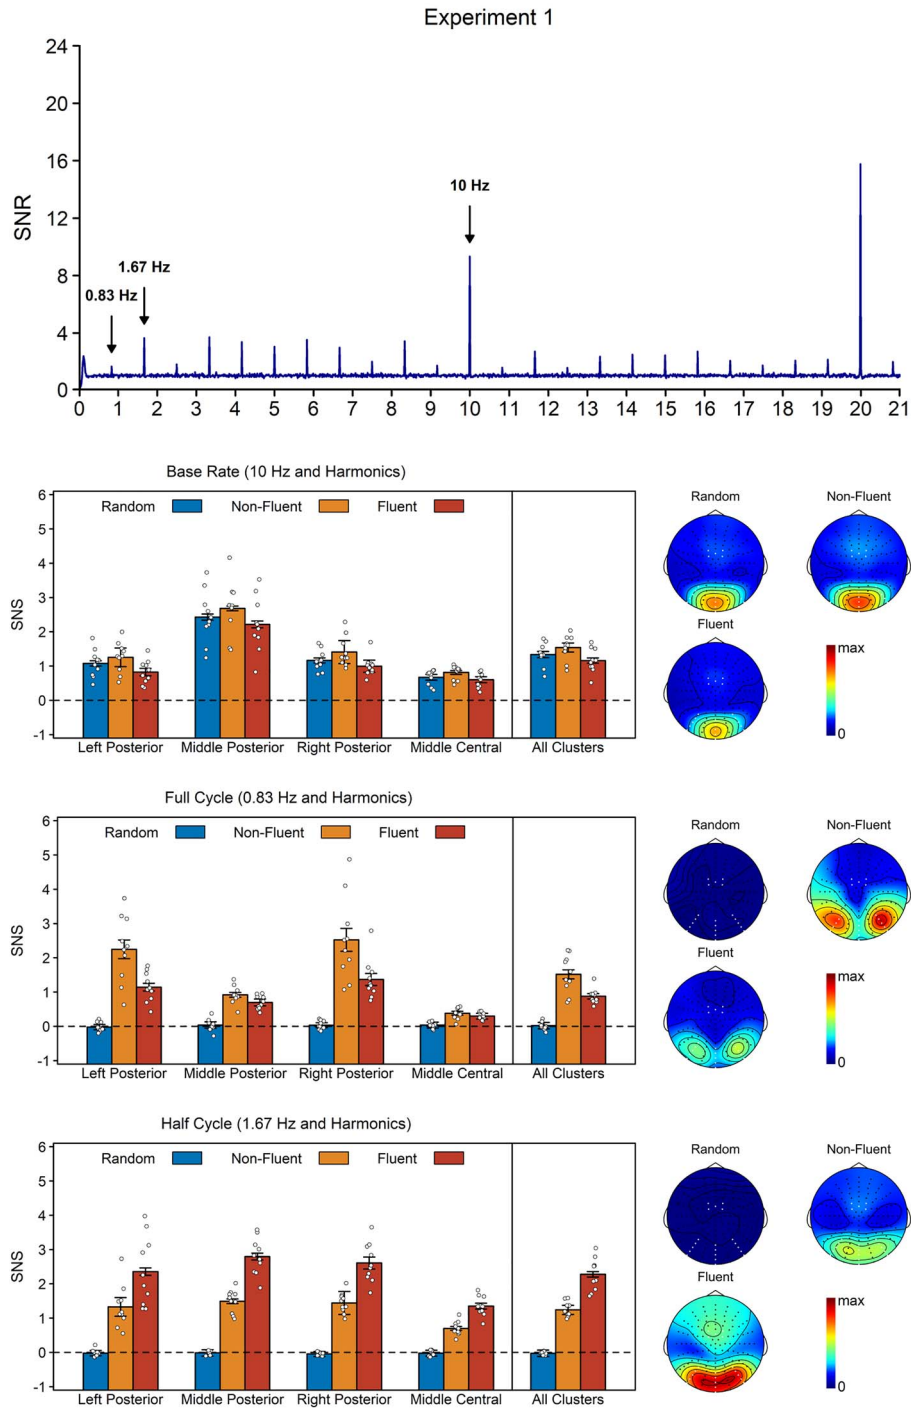 Experiment 1
24
20
16
12
8
4
0
SNR
10 Hz
1.67 Hz
0.83 Hz
0 1 2 3 4 5 6 7 8 9 10 11 12 13 14 15 16 17 18 19 20 21
Base Rate (10 Hz and Harmonics)
Random Non-Fluent Fluent
6
5
4
3
2
1
0
-1
SNS
Left Posterior Middle Posterior Right Posterior Middle Central All Clusters
Random Non-Fluent
Fluent
max
0
Full Cycle (0.83 Hz and Harmonics)
Random Non-Fluent Fluent
6
5
4
3
2
1
0
-1
SNS
Left Posterior Middle Posterior Right Posterior Middle Central All Clusters
Random Non-Fluent
Fluent
max
0
Half Cycle (1.67 Hz and Harmonics)
Random Non-Fluent Fluent
6
5
4
3
2
1
0
-1
SNS
Left Posterior Middle Posterior Right Posterior Middle Central All Clusters
Random Non-Fluent
Fluent
max
0